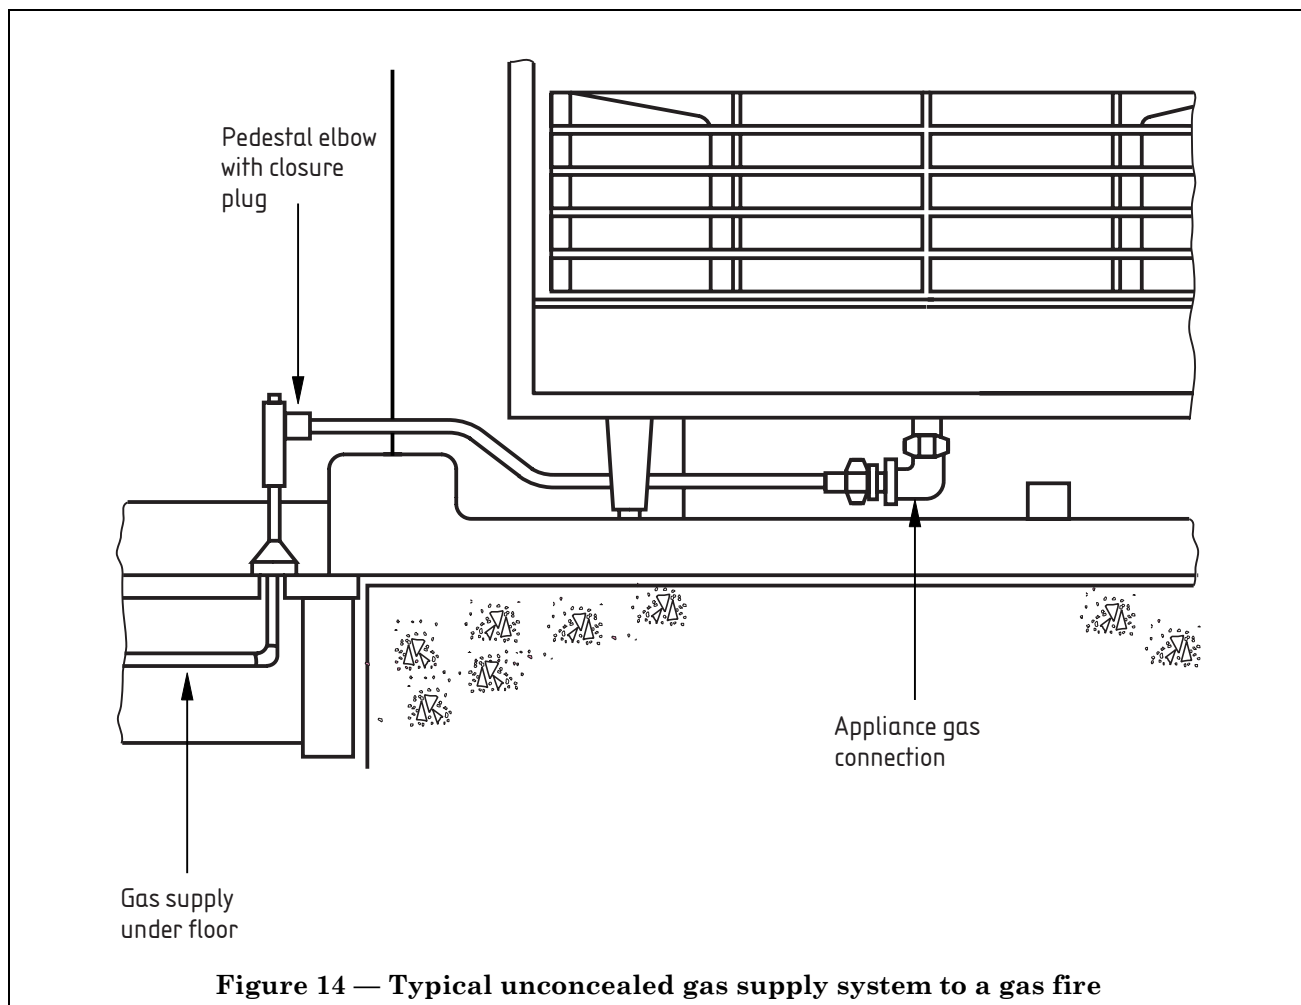 Pedestal elbow
with closure
plug
Appliance gas
connection
Gas supply
under floor
Figure 14 — Typical unconcealed gas supply system to a gas fire